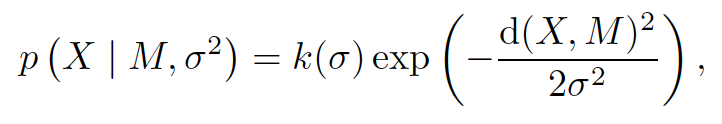 p(X | M, σ²) = k(σ) exp(−d(X, M)²/2σ²),